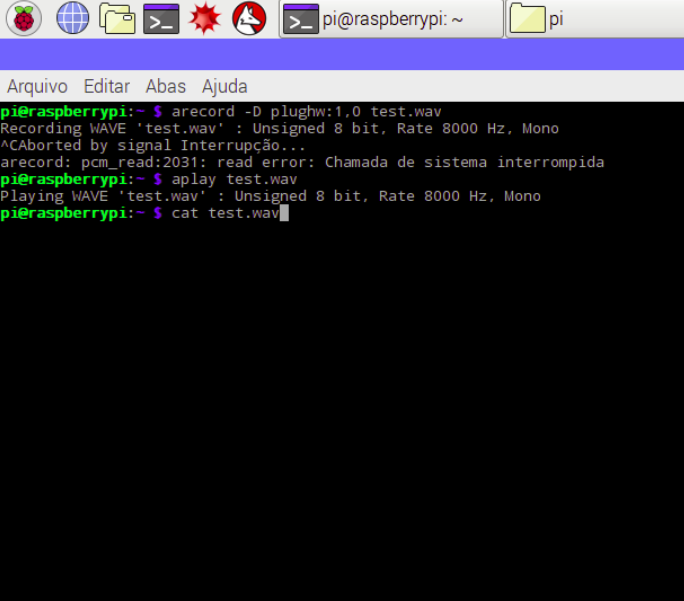 pi@raspberrypi: ~ pi
Arquivo Editar Abas Ajuda
pi@raspberrypi:~ $ arecord -D plughw:1,0 test.wav
Recording WAVE 'test.wav' : Unsigned 8 bit, Rate 8000 Hz, Mono
^CAborted by signal Interrupção...
arecord: pcm_read:2031: read error: Chamada de sistema interrompida
pi@raspberrypi:~ $ aplay test.wav
Playing WAVE 'test.wav' : Unsigned 8 bit, Rate 8000 Hz, Mono
pi@raspberrypi:~ $ cat test.wav